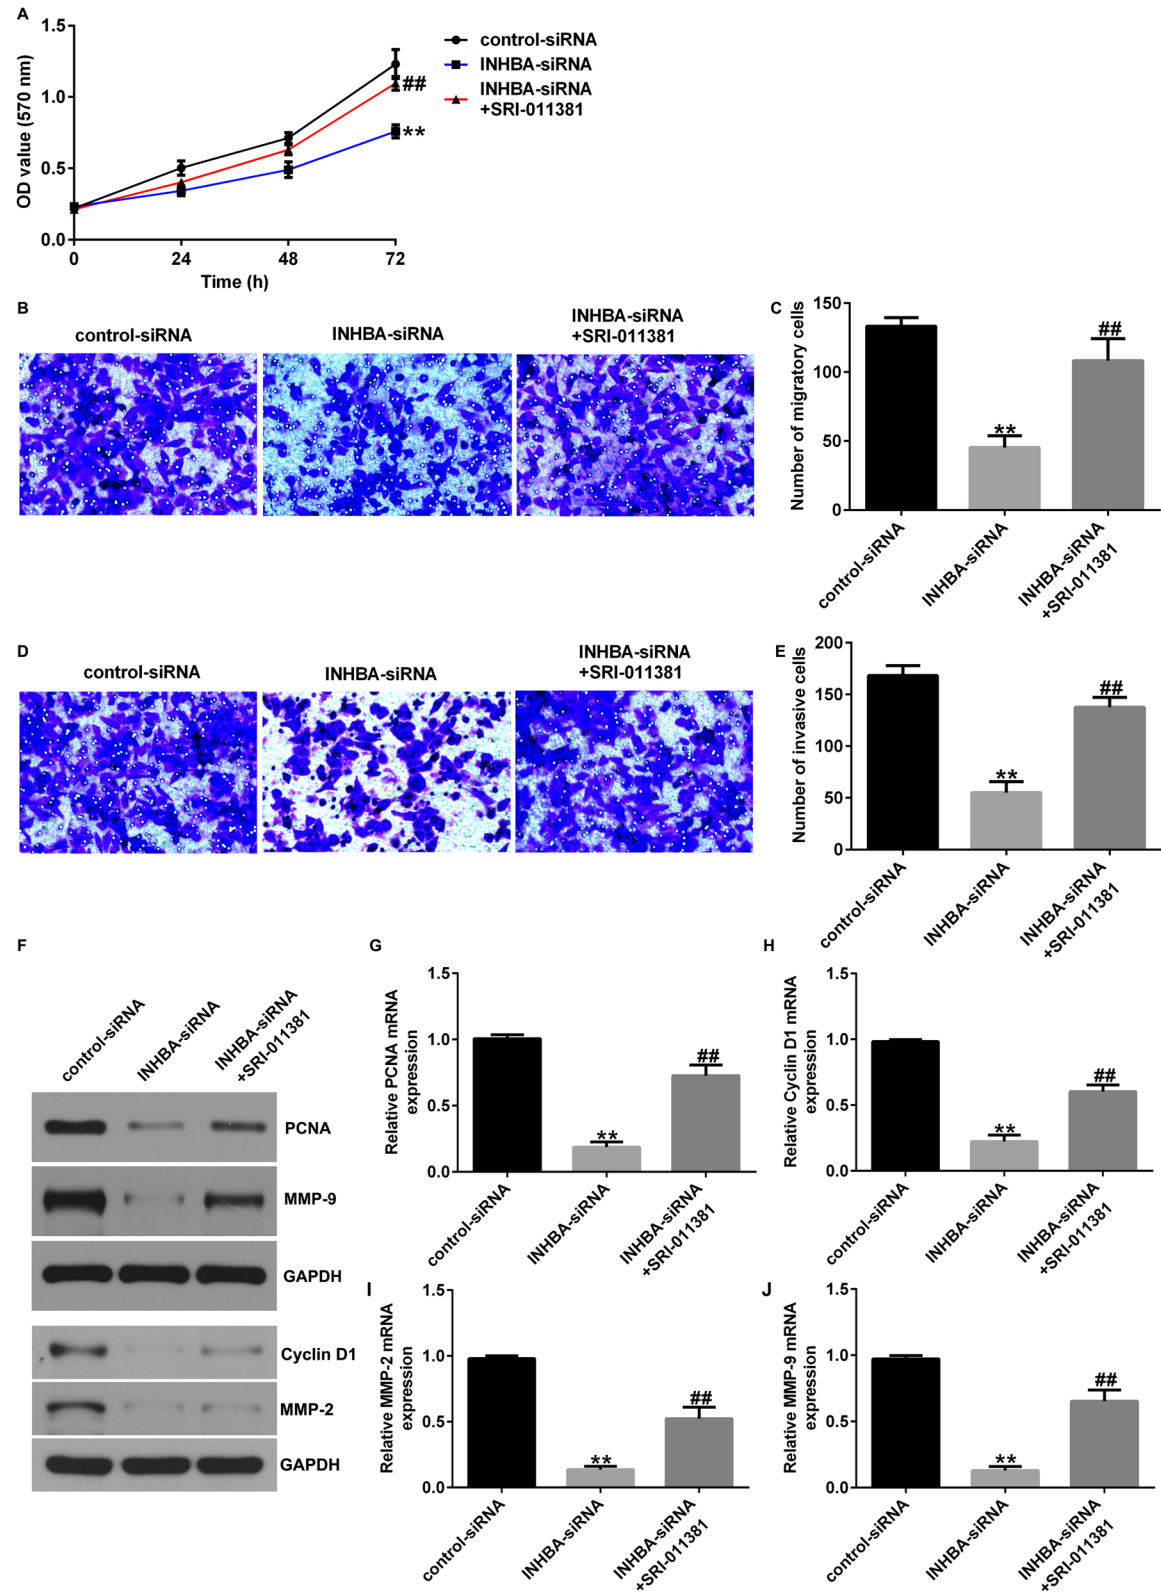 A
1.5
1.0
0.5
0.0
OD value (570 nm)
0
24
48
72
Time (h)
control-siRNA
INHBA-siRNA
INHBA-siRNA
+SRI-011381
##
**
B
control-siRNA
INHBA-siRNA
INHBA-siRNA
+SRI-011381
C
150
100
50
0
Number of migratory cells
**
##
control-siRNA
INHBA-siRNA
INHBA-siRNA
+SRI-011381
D
control-siRNA
INHBA-siRNA
INHBA-siRNA
+SRI-011381
E
200
150
100
50
0
Number of invasive cells
**
##
control-siRNA
INHBA-siRNA
INHBA-siRNA
+SRI-011381
F
control-siRNA
INHBA-siRNA
INHBA-siRNA
+SRI-011381
PCNA
MMP-9
GAPDH
Cyclin D1
MMP-2
GAPDH
G
1.5
1.0
0.5
0.0
Relative PCNA mRNA
expression
**
##
control-siRNA
INHBA-siRNA
INHBA-siRNA
+SRI-011381
H
1.5
1.0
0.5
0.0
Relative Cyclin D1 mRNA
expression
**
##
control-siRNA
INHBA-siRNA
INHBA-siRNA
+SRI-011381
I
1.5
1.0
0.5
0.0
Relative MMP-2 mRNA
expression
**
##
control-siRNA
INHBA-siRNA
INHBA-siRNA
+SRI-011381
J
1.5
1.0
0.5
0.0
Relative MMP-9 mRNA
expression
**
##
control-siRNA
INHBA-siRNA
INHBA-siRNA
+SRI-011381